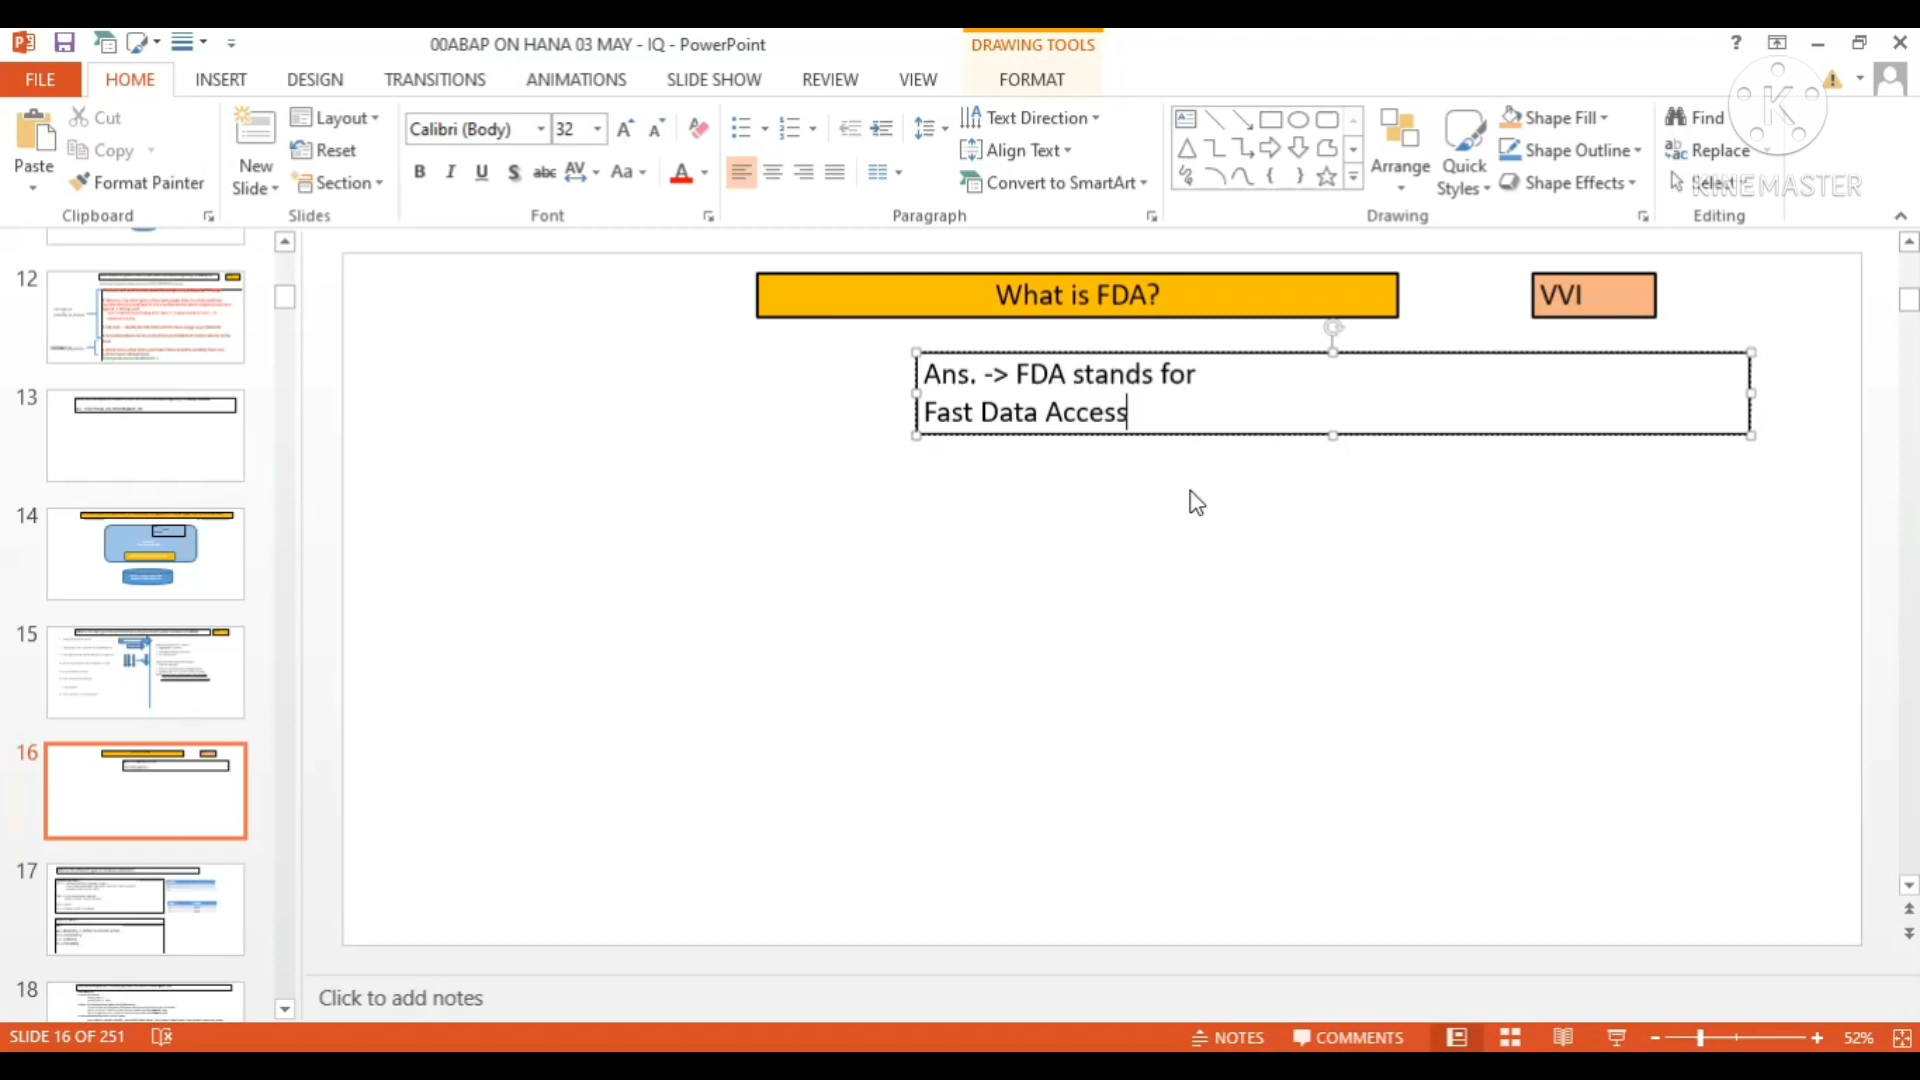 00ABAP ON HANA 03 MAY - IQ - PowerPoint
DRAWING TOOLS
FILE
HOME
INSERT
DESIGN
TRANSITIONS
ANIMATIONS
SLIDE SHOW
REVIEW
VIEW
FORMAT
Paste
Cut
Copy
Format Painter
Clipboard
New
Slide
Layout
Reset
Section
Slides
Calibri (Body)
32
Font
Text Direction
Align Text
Convert to SmartArt
Paragraph
Arrange
Quick
Styles
Shape Fill
Shape Outline
Shape Effects
Drawing
Find
Replace
Select
Editing
KINEMASTER
12
13
14
15
16
17
18
What is FDA?
VVI
Ans. -> FDA stands for
Fast Data Access
Click to add notes
SLIDE 16 OF 251
NOTES
COMMENTS
52%